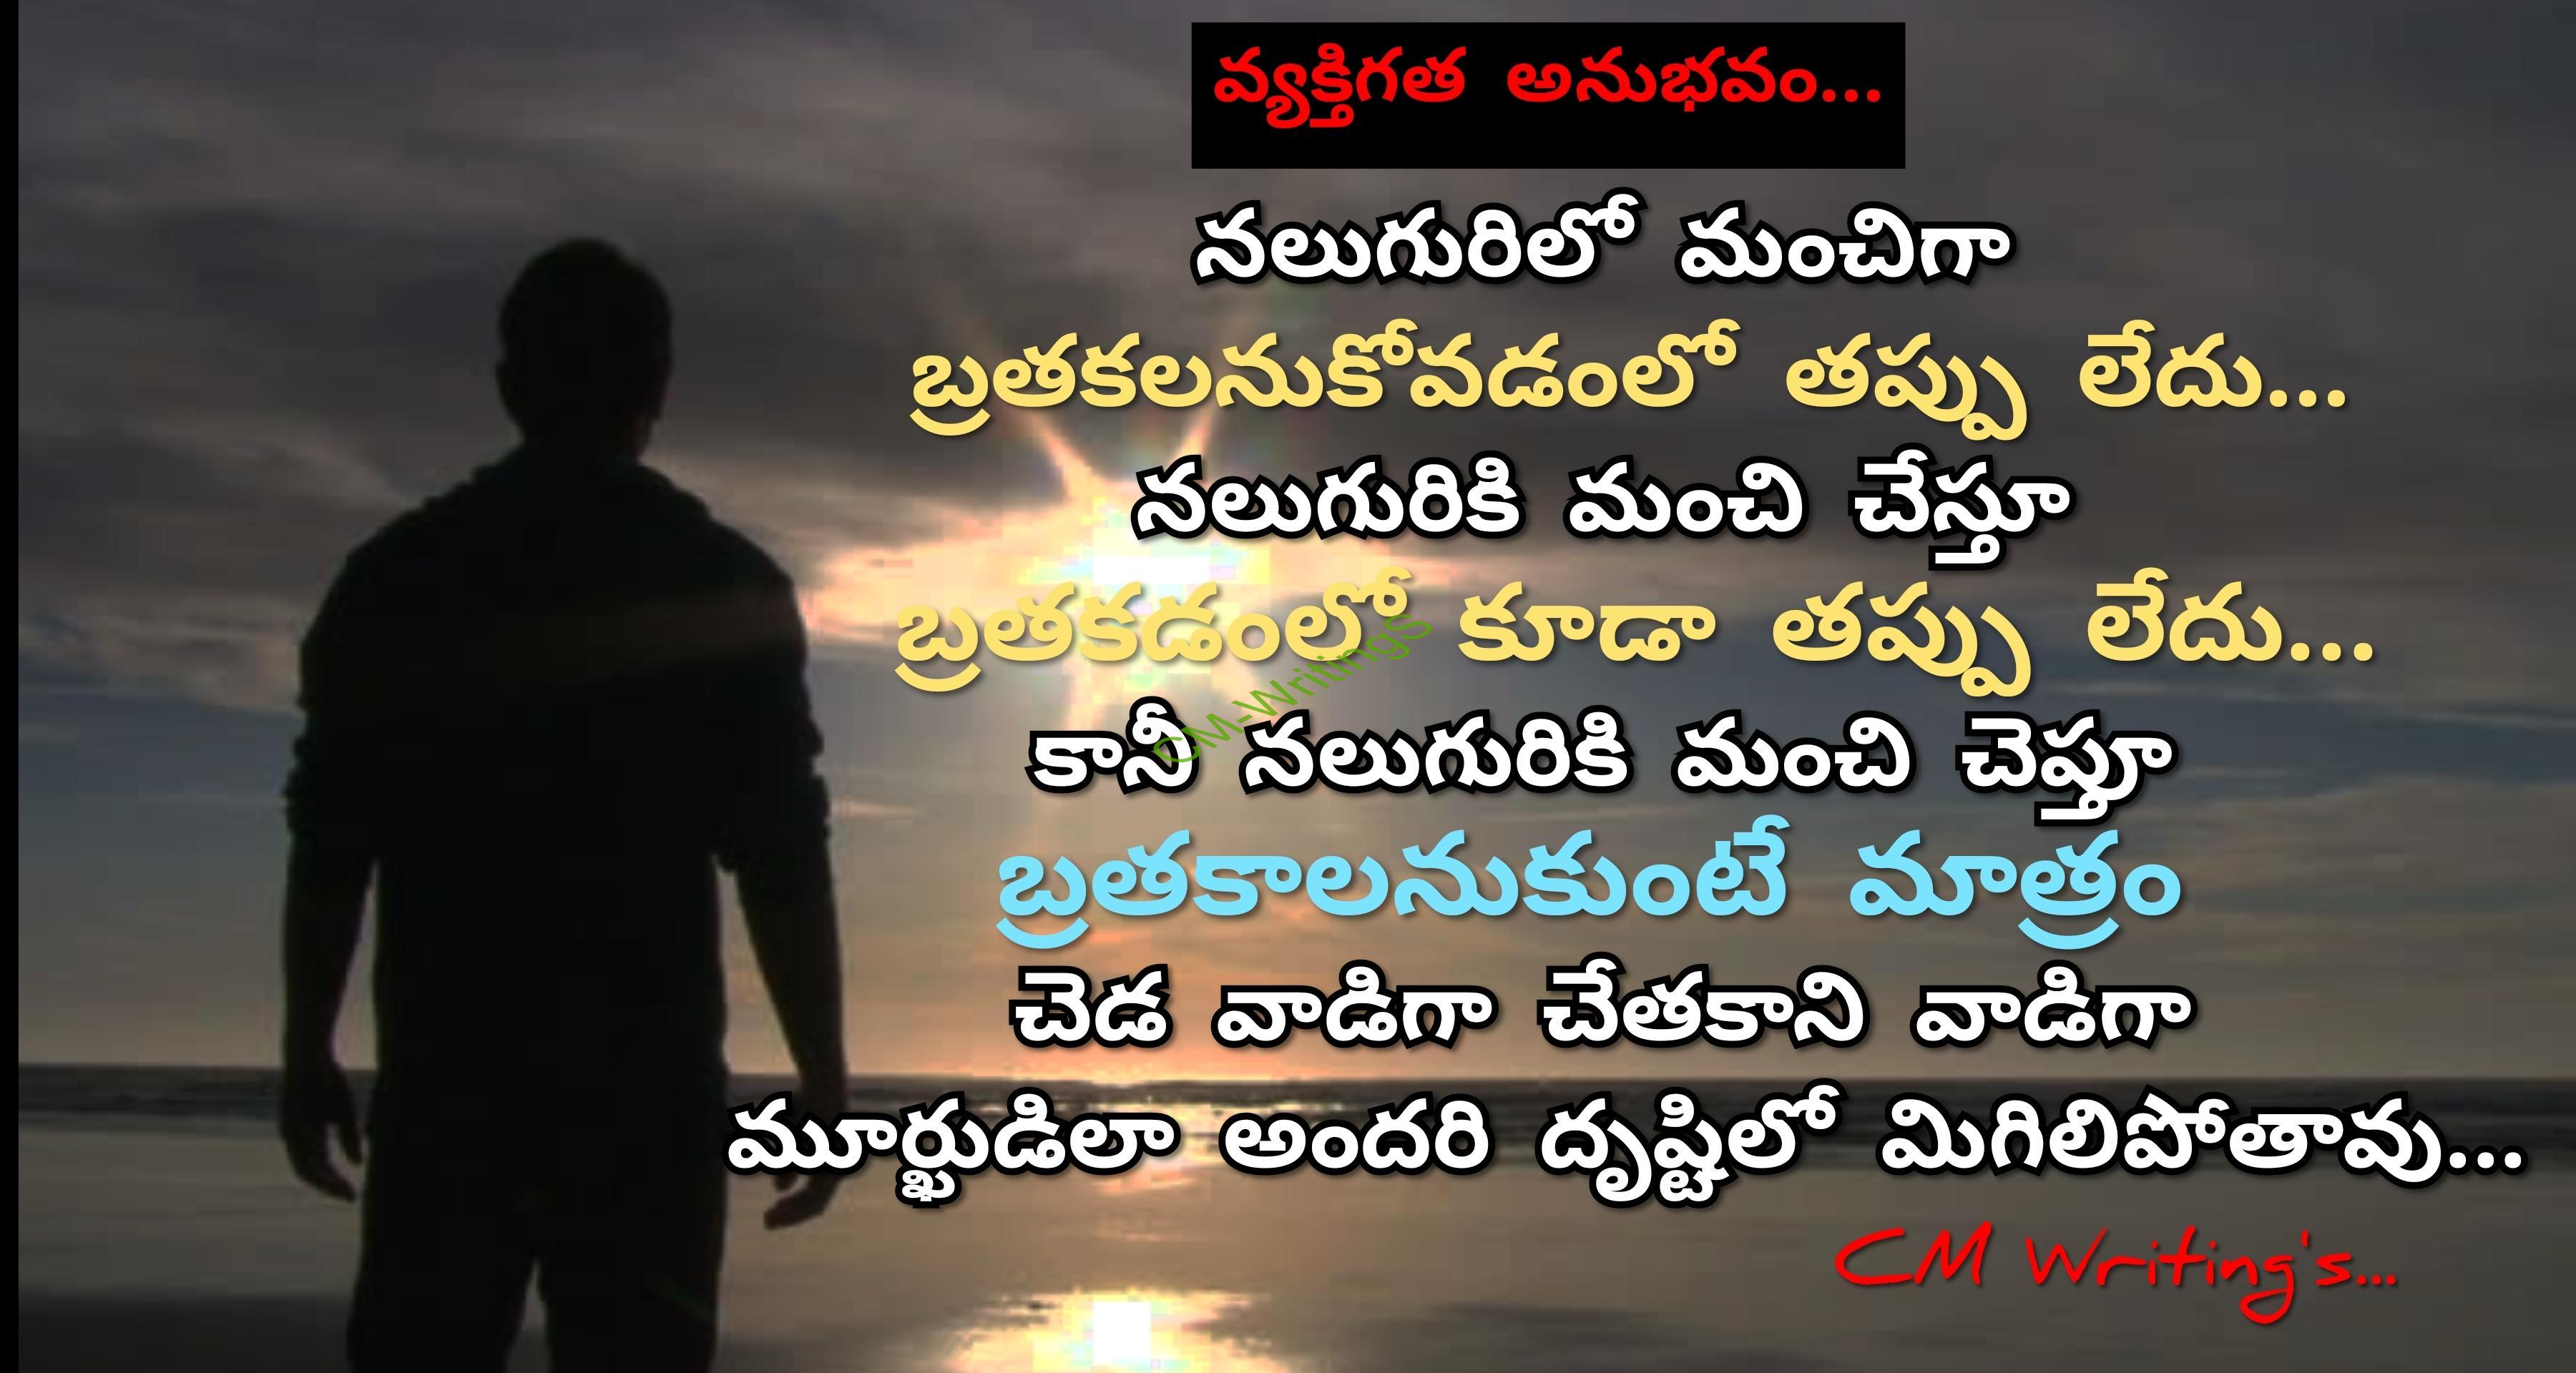 వ్యక్తిగత అనుభవం...
నలుగురిలో మంచిగా
బ్రతకలనుకోవడంలో తప్పు లేదు...
నలుగురికి మంచి చేస్తూ
బ్రతకడంలో కూడా తప్పు లేదు...
CM-Writings
కానీ నలుగురికి మంచి చెప్తూ
బ్రతకాలనుకుంటే మాత్రం
చెడ వాడిగా చేతకాని వాడిగా
మూర్ఖుడిలా అందరి దృష్టిలో మిగిలిపోతావు...
CM Writing's...